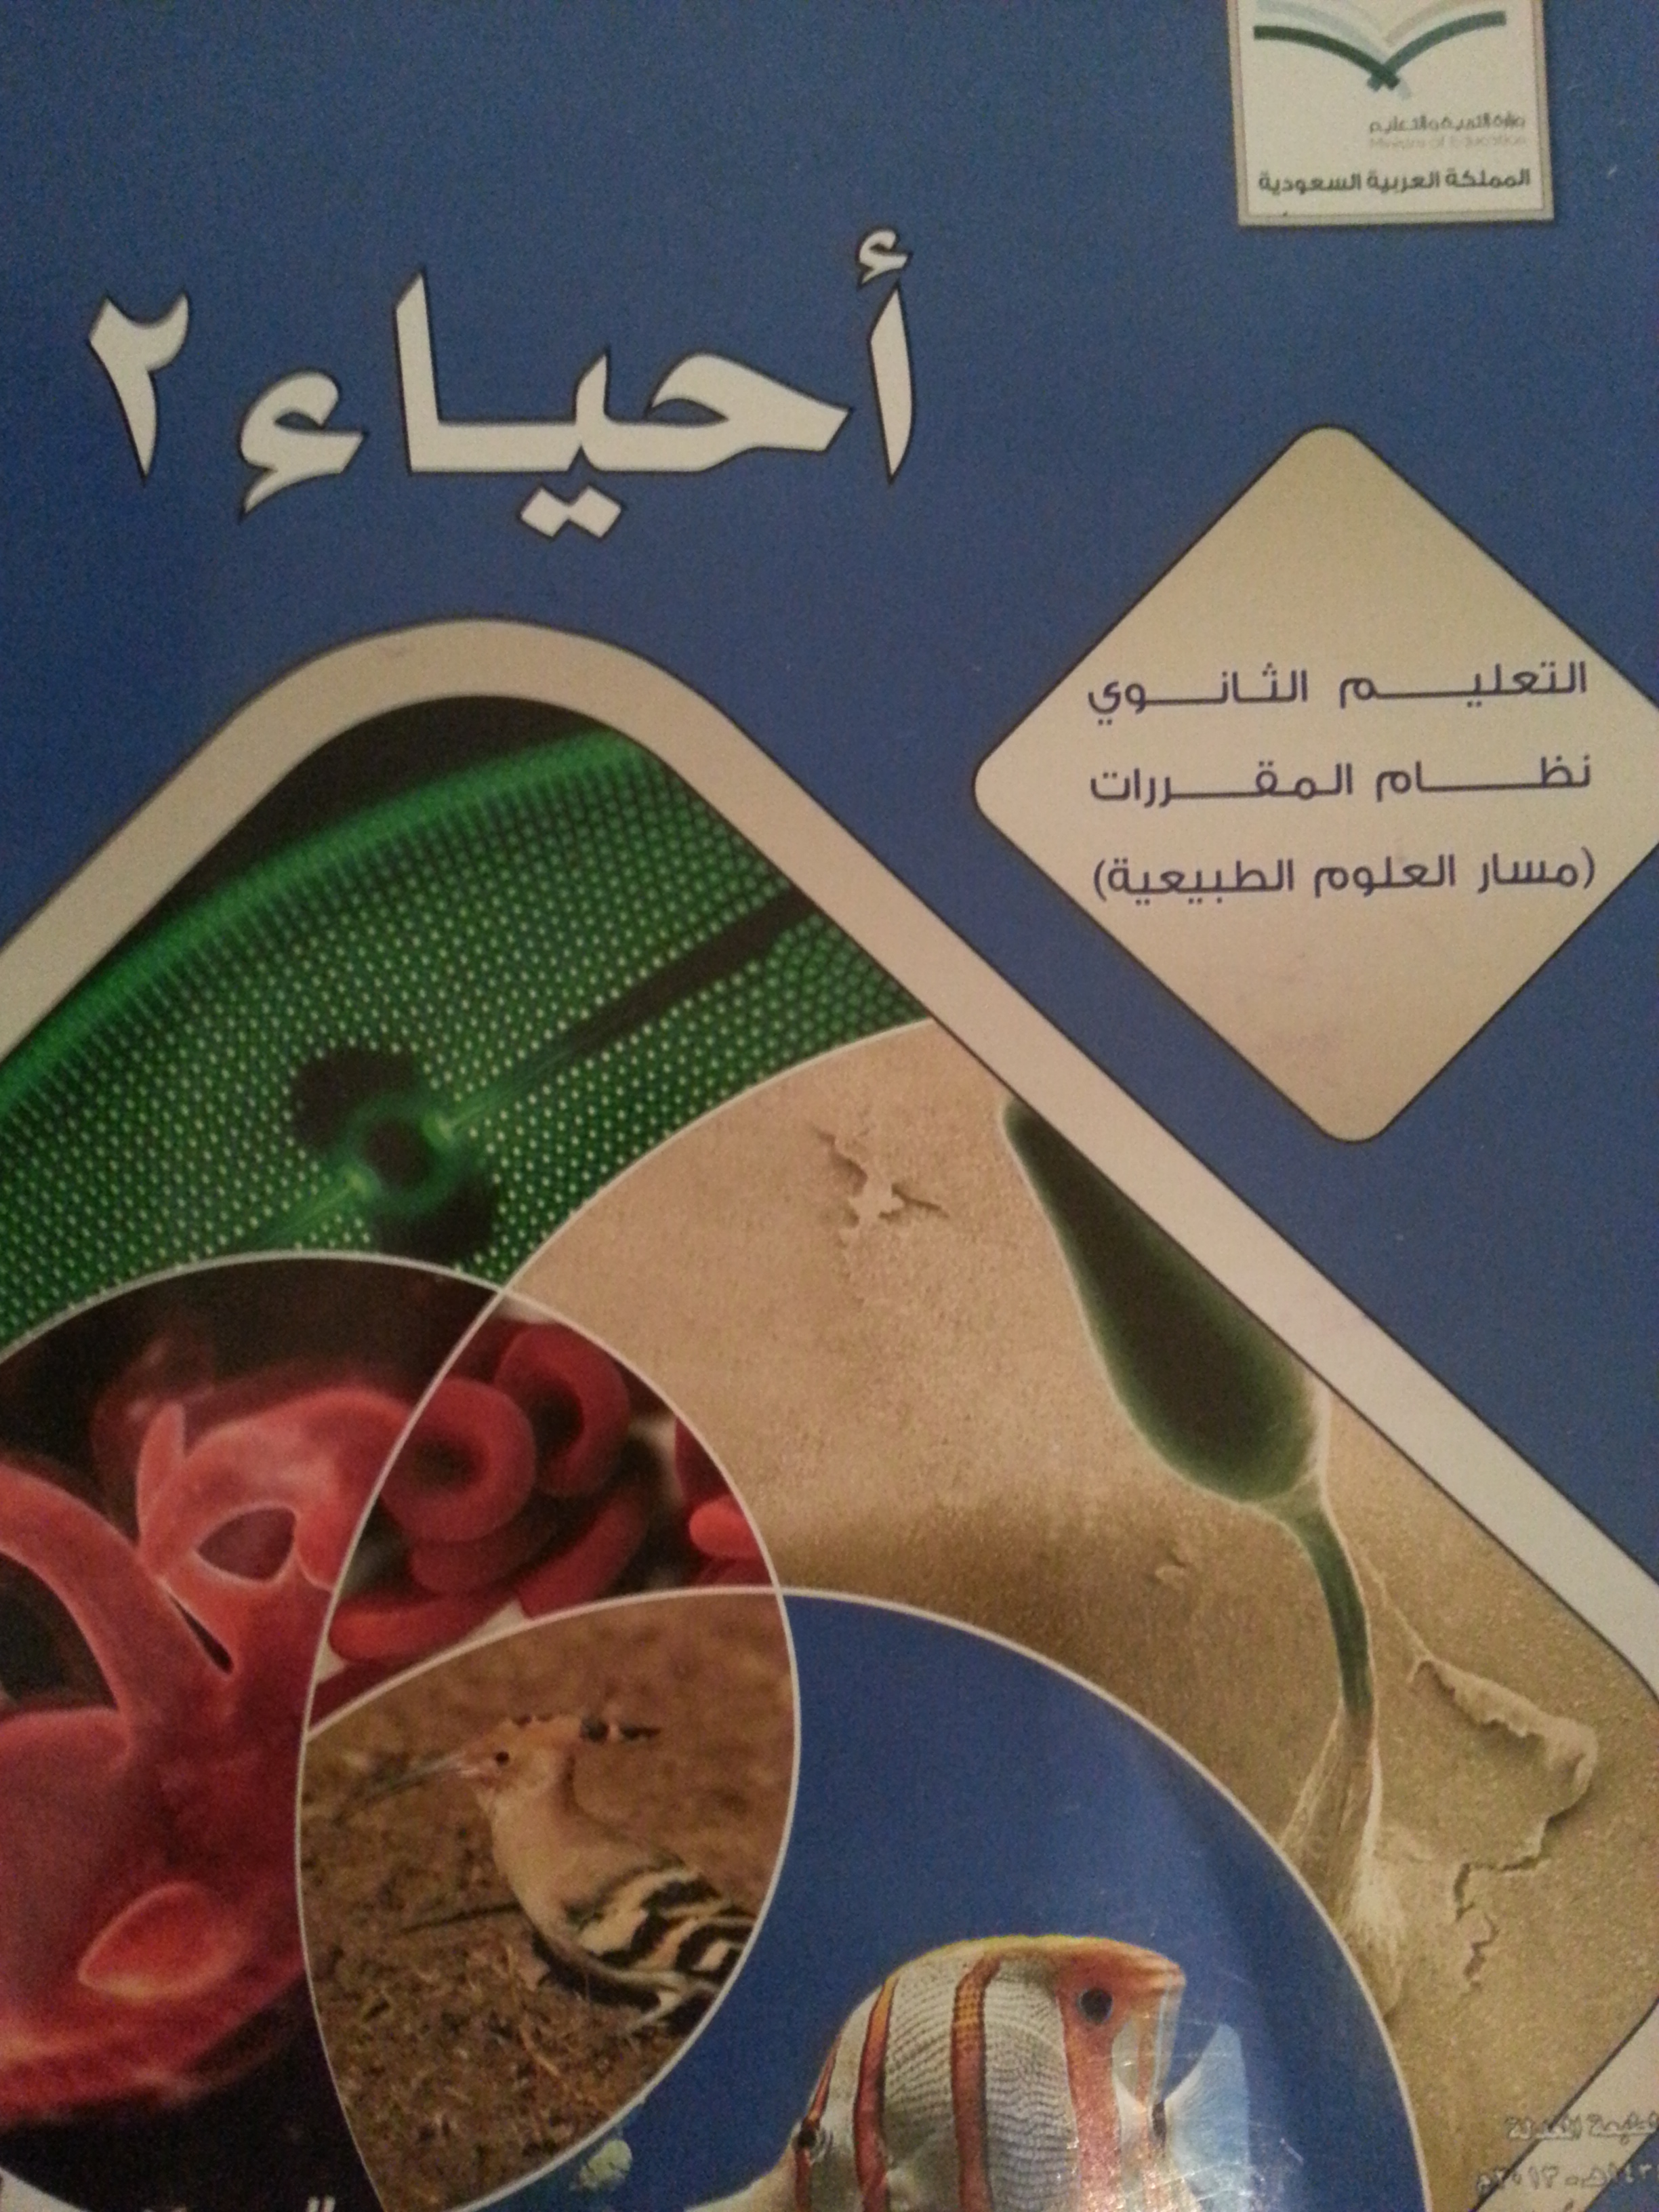 وزارة التربية والتعليم
Ministry of Education
المملكة العربية السعودية
أحياء ٢
التعليم الثانوي
نظام المقررات
(مسار العلوم الطبيعية)